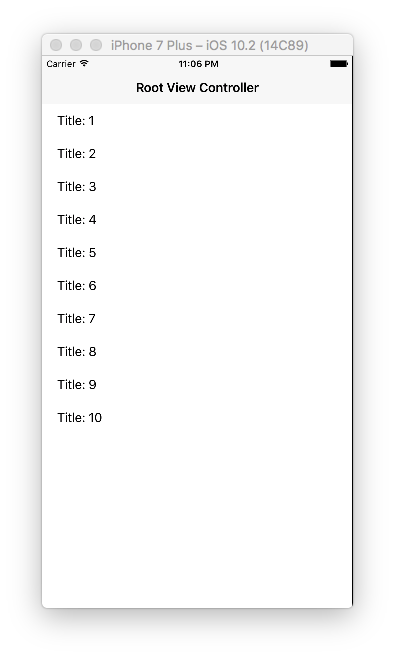 iPhone 7 Plus – iOS 10.2 (14C89)
Carrier 11:06 PM
Root View Controller
Title: 1
Title: 2
Title: 3
Title: 4
Title: 5
Title: 6
Title: 7
Title: 8
Title: 9
Title: 10